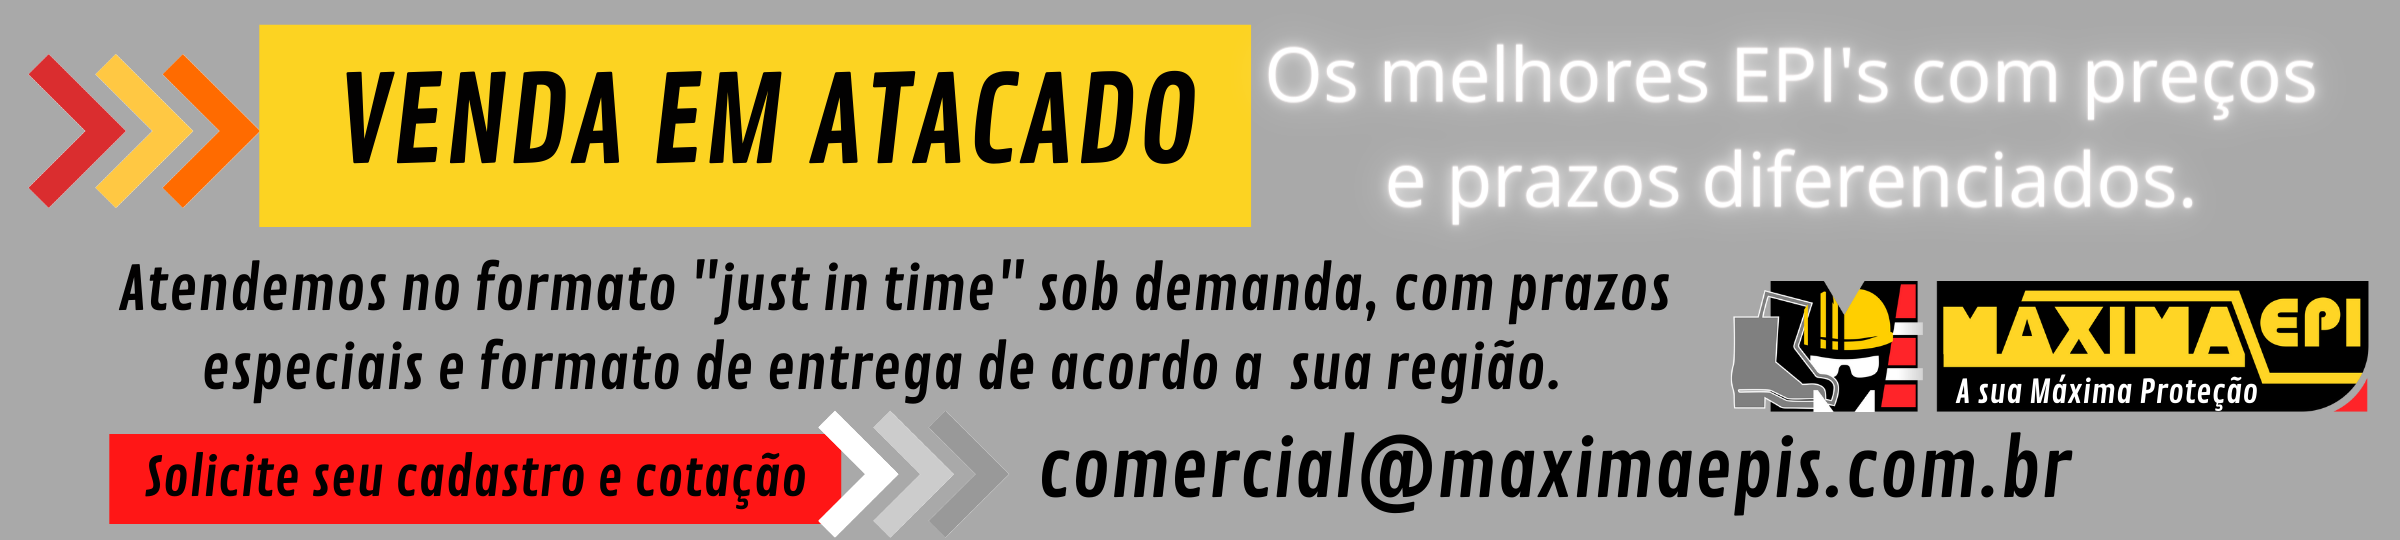 VENDA EM ATACADO
Os melhores EPI's com preços
e prazos diferenciados.
Atendemos no formato "just in time" sob demanda, com prazos
especiais e formato de entrega de acordo a sua região.
MAXIMA EPI
A sua Máxima Proteção
Solicite seu cadastro e cotação
comercial@maximaepis.com.br